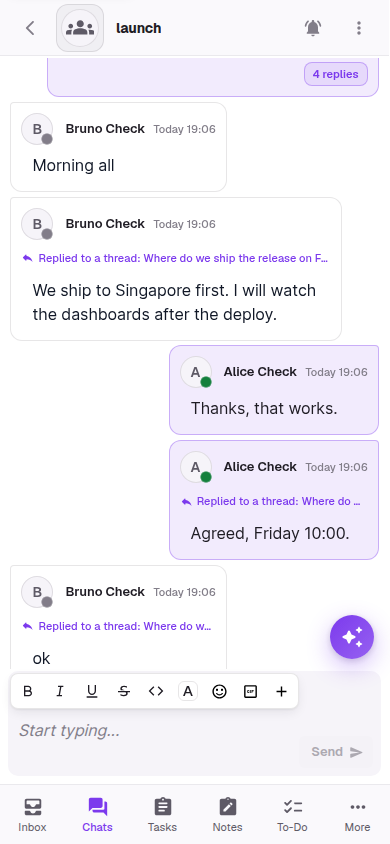 launch
4 replies
B Bruno Check Today 19:06
Morning all
B Bruno Check Today 19:06
Replied to a thread: Where do we ship the release on F...
We ship to Singapore first. I will watch
the dashboards after the deploy.
A Alice Check Today 19:06
Thanks, that works.
A Alice Check Today 19:06
Replied to a thread: Where do ...
Agreed, Friday 10:00.
B Bruno Check Today 19:06
Replied to a thread: Where do w...
ok
B I U S <> A GIF +
Start typing...
Send
Inbox Chats Tasks Notes To-Do More